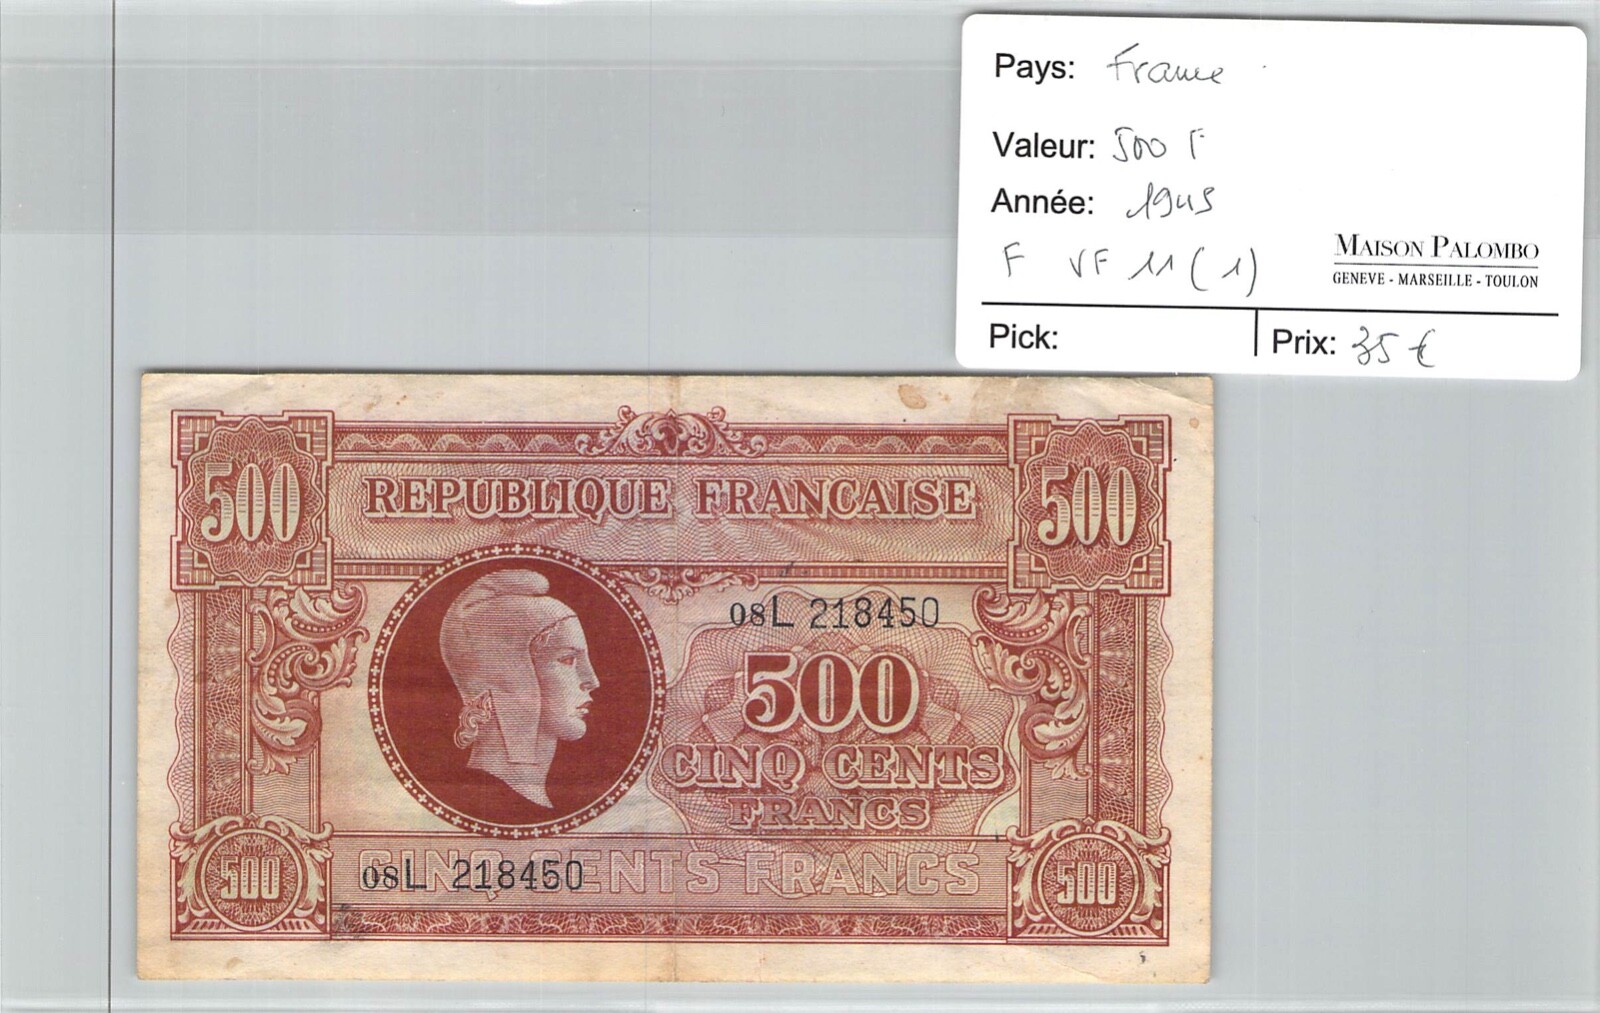 Pays: France
Valeur: 500 F
Année: 1945
F VF 11 (1)
MAISON PALOMBO
GENEVE - MARSEILLE - TOULON
Pick:
Prix: 35 €
500
500
REPUBLIQUE FRANCAISE
08L 218450
500
CINQ CENTS
FRANCS
CINQ CENTS FRANCS
08L 218450
500
500